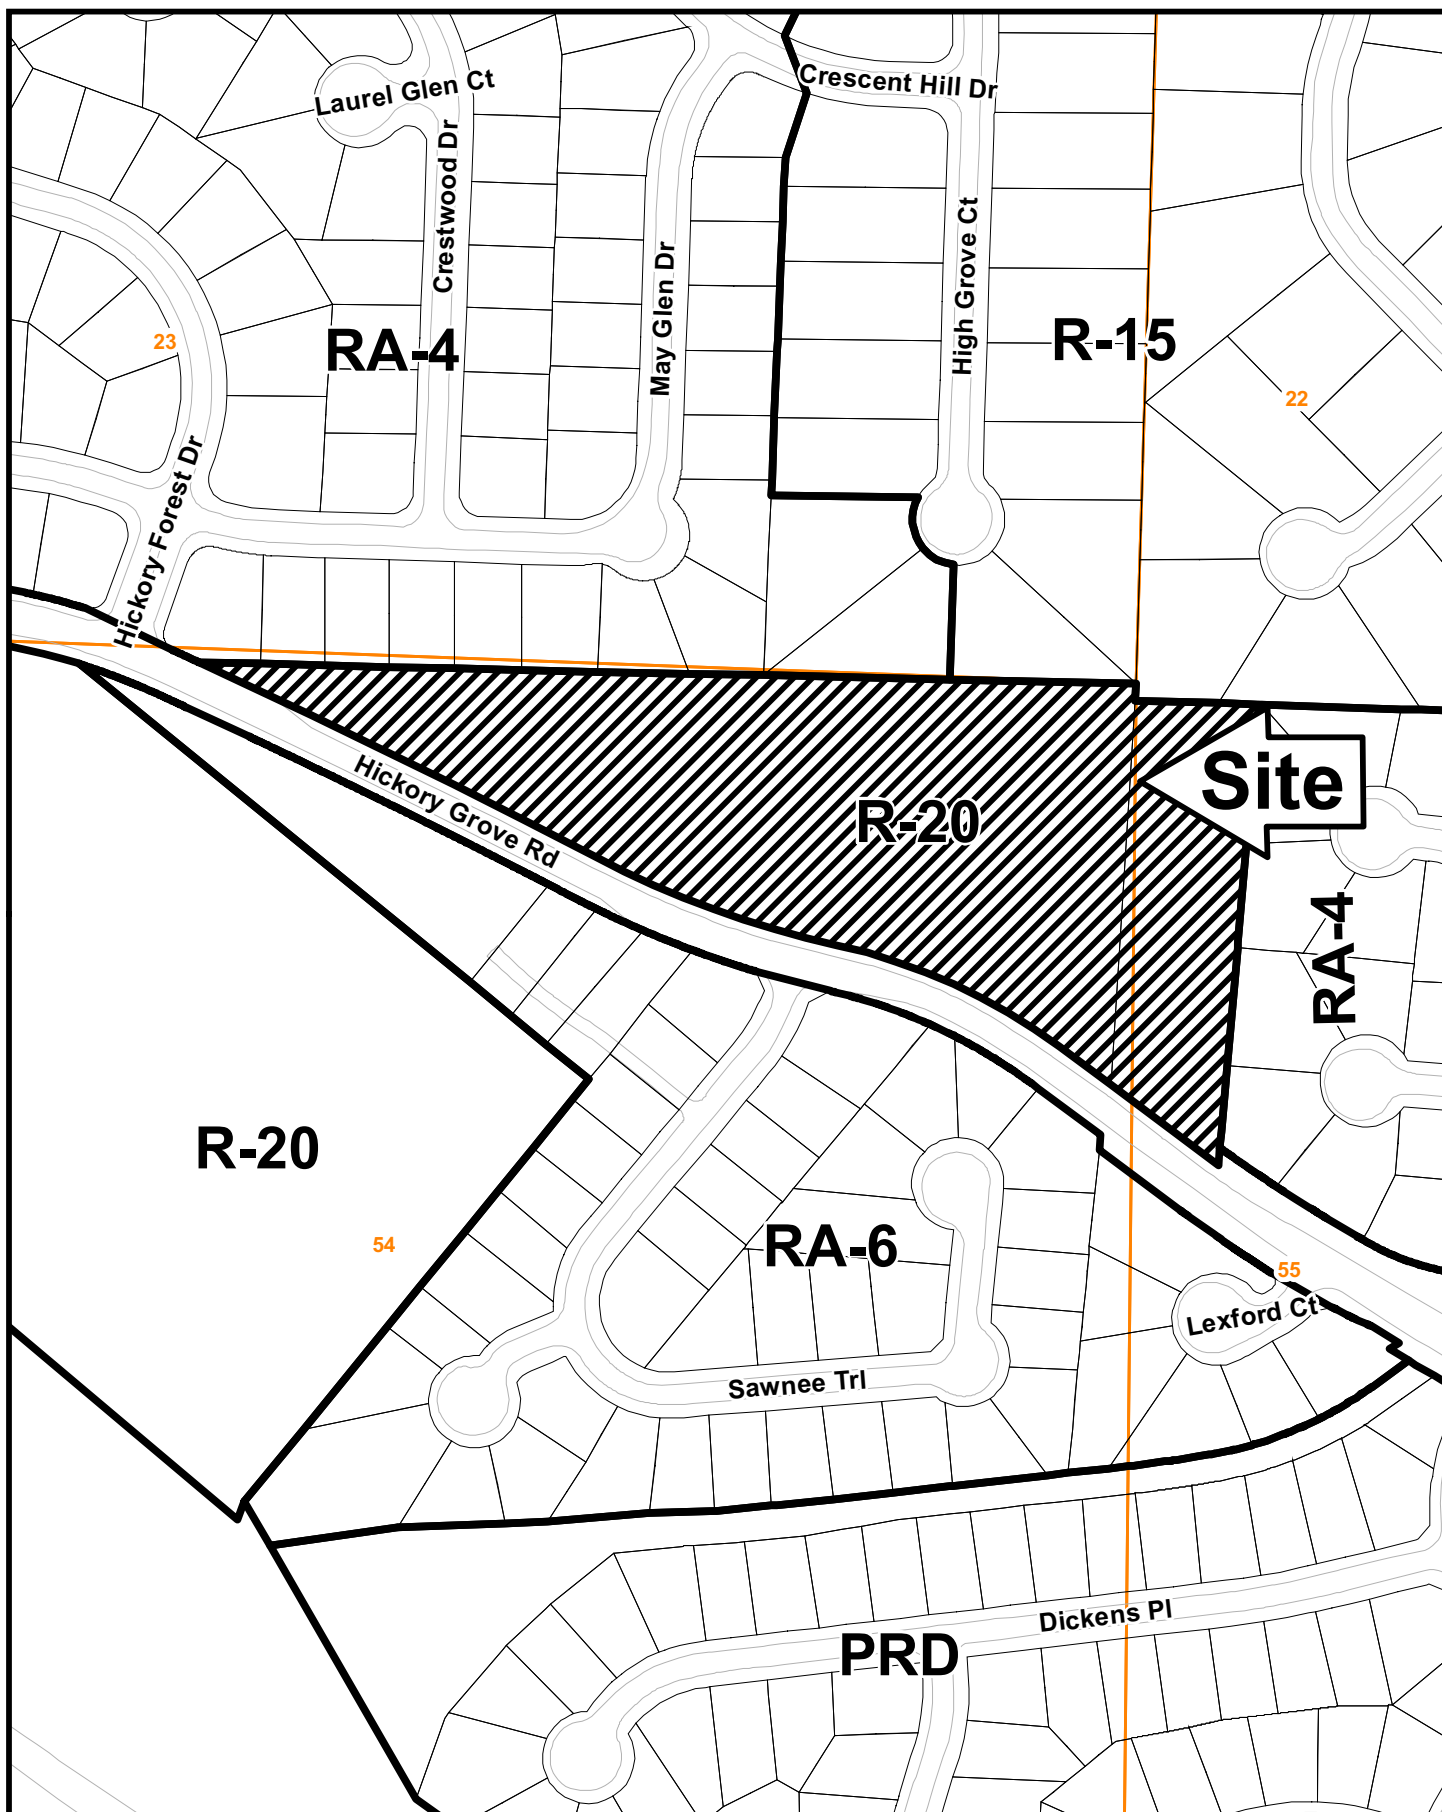 Laurel Glen Ct
Crescent Hill Dr
Crestwood Dr
May Glen Dr
High Grove Ct
23
RA-4
R-15
22
Hickory Forest Dr
Hickory Grove Rd
R-20
Site
RA-4
R-20
54
RA-6
55
Lexford Ct
Sawnee Trl
Dickens Pl
PRD